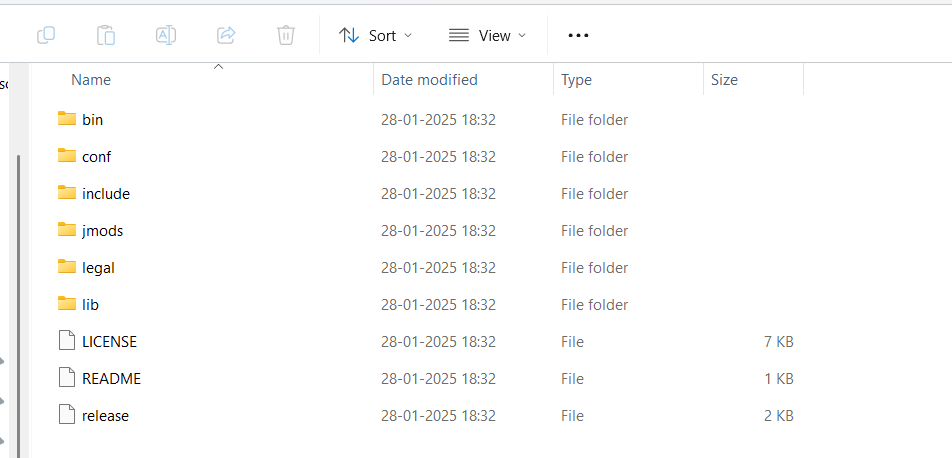 Sort View
Name Date modified Type Size
bin 28-01-2025 18:32 File folder
conf 28-01-2025 18:32 File folder
include 28-01-2025 18:32 File folder
jmods 28-01-2025 18:32 File folder
legal 28-01-2025 18:32 File folder
lib 28-01-2025 18:32 File folder
LICENSE 28-01-2025 18:32 File 7 KB
README 28-01-2025 18:32 File 1 KB
release 28-01-2025 18:32 File 2 KB